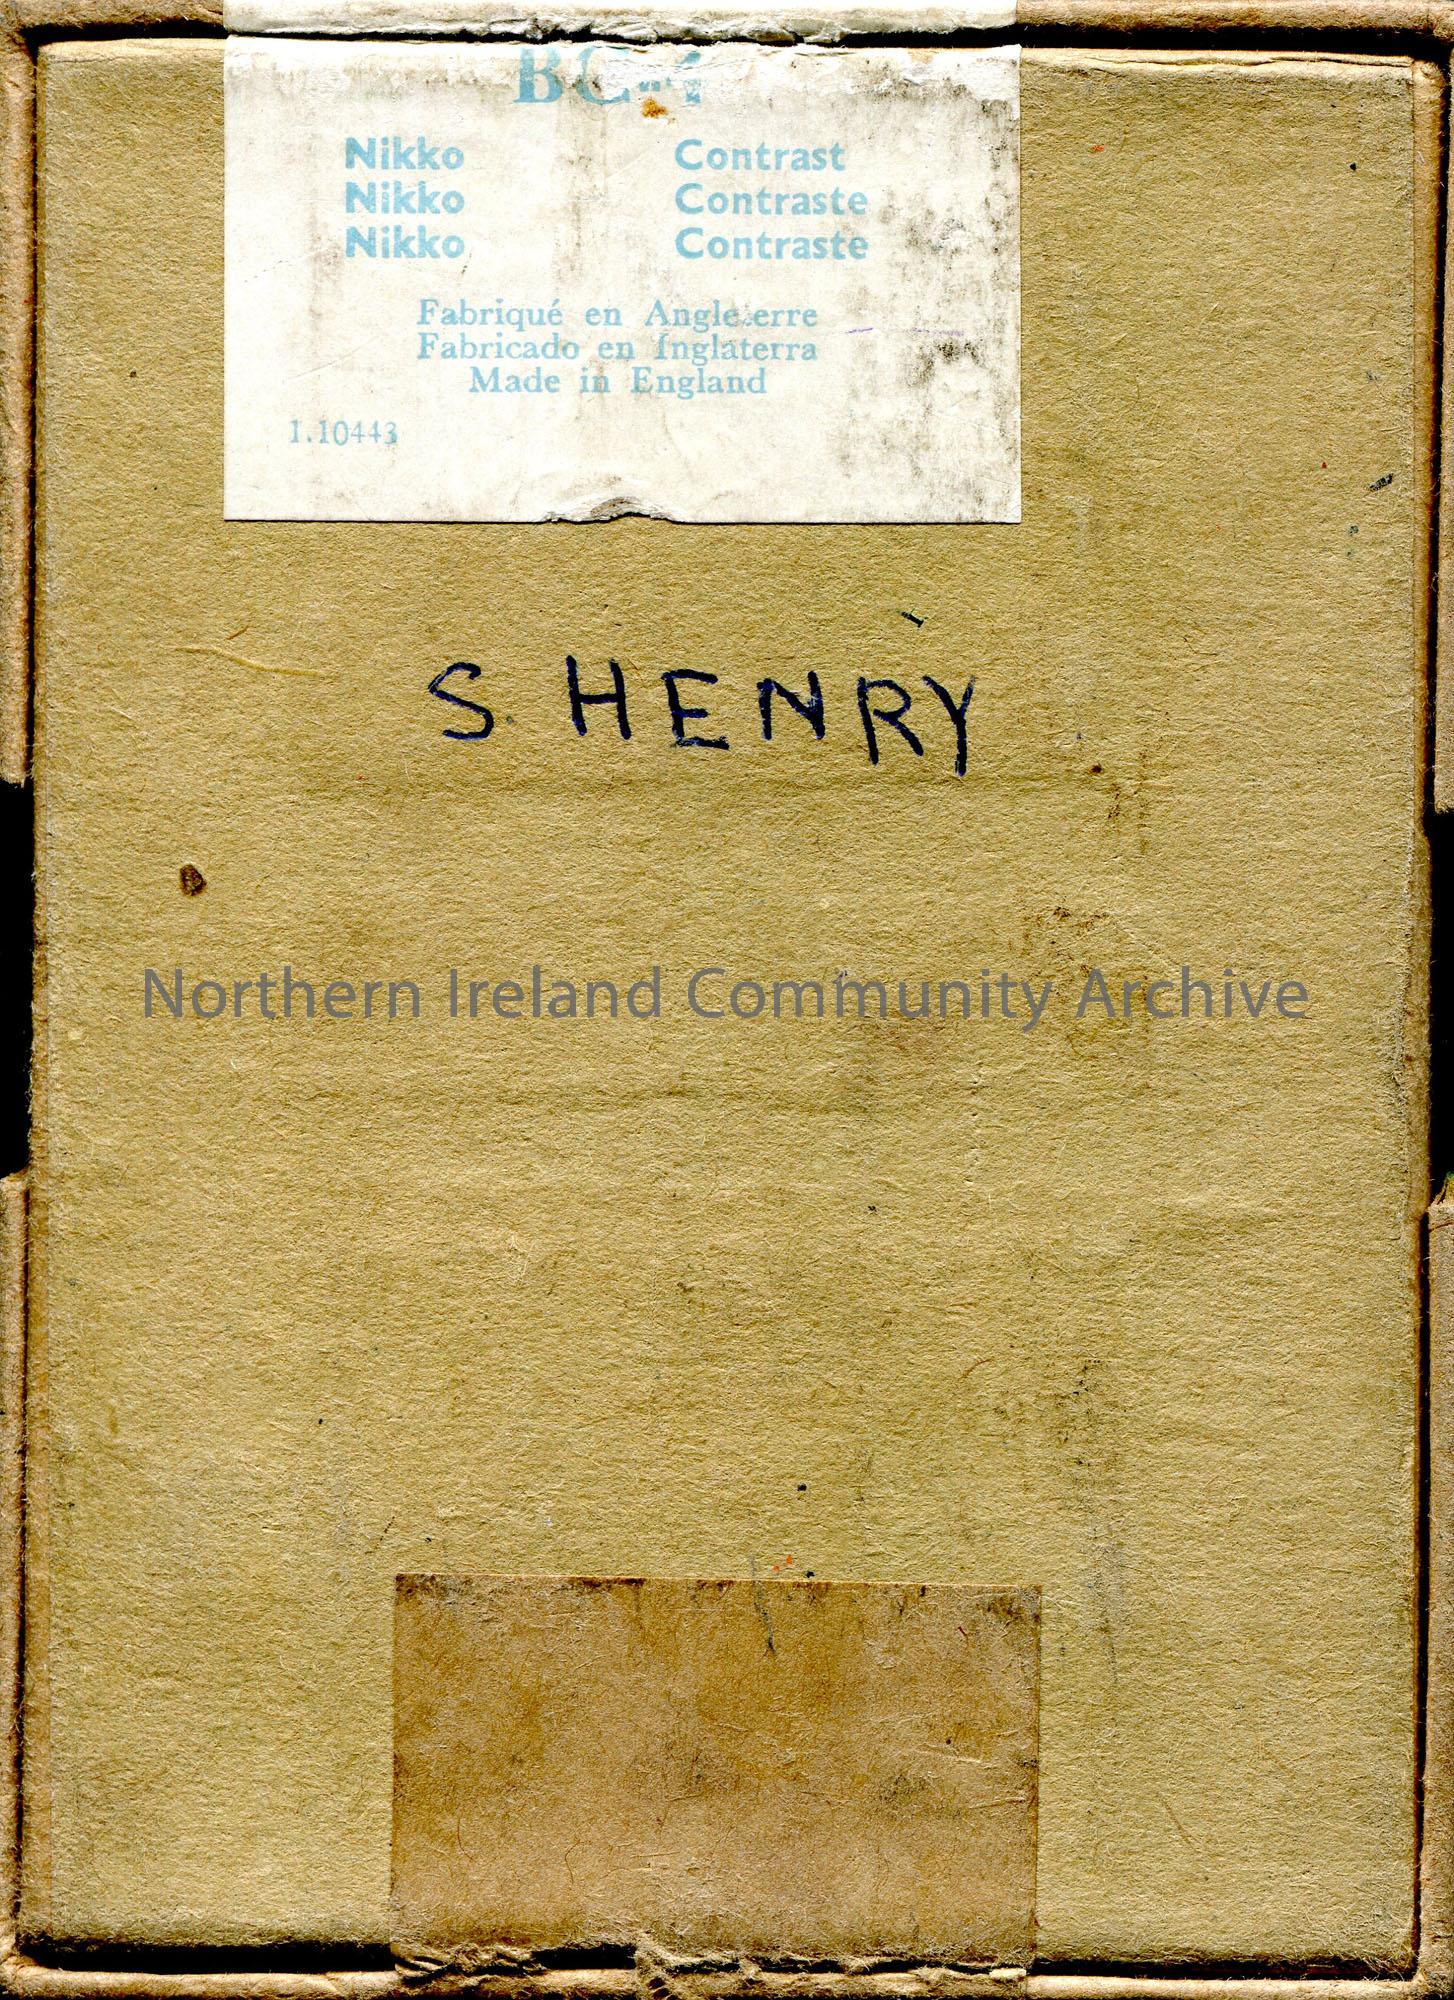 Nikko Contrast
Nikko Contraste
Nikko Contraste
Fabriqué en Angleterre
Fabricado en Inglaterra
Made in England
1.10443
S HENRY
Northern Ireland Community Archive